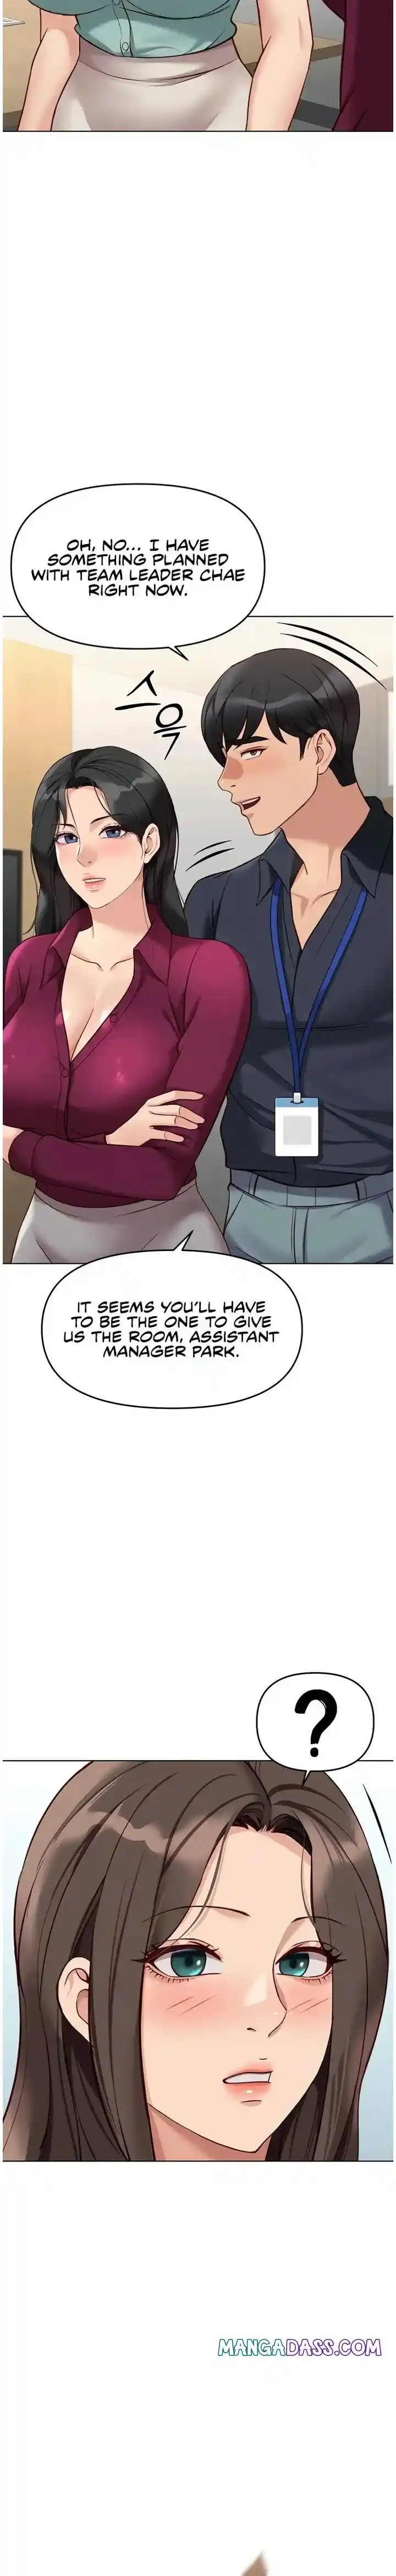 OH, NO... I HAVE
SOMETHING PLANNED
WITH TEAM LEADER CHAE
RIGHT NOW.
스윽
IT SEEMS YOU'LL HAVE
TO BE THE ONE TO GIVE
US THE ROOM, ASSISTANT
MANAGER PARK.
?
MANGADASS.COM